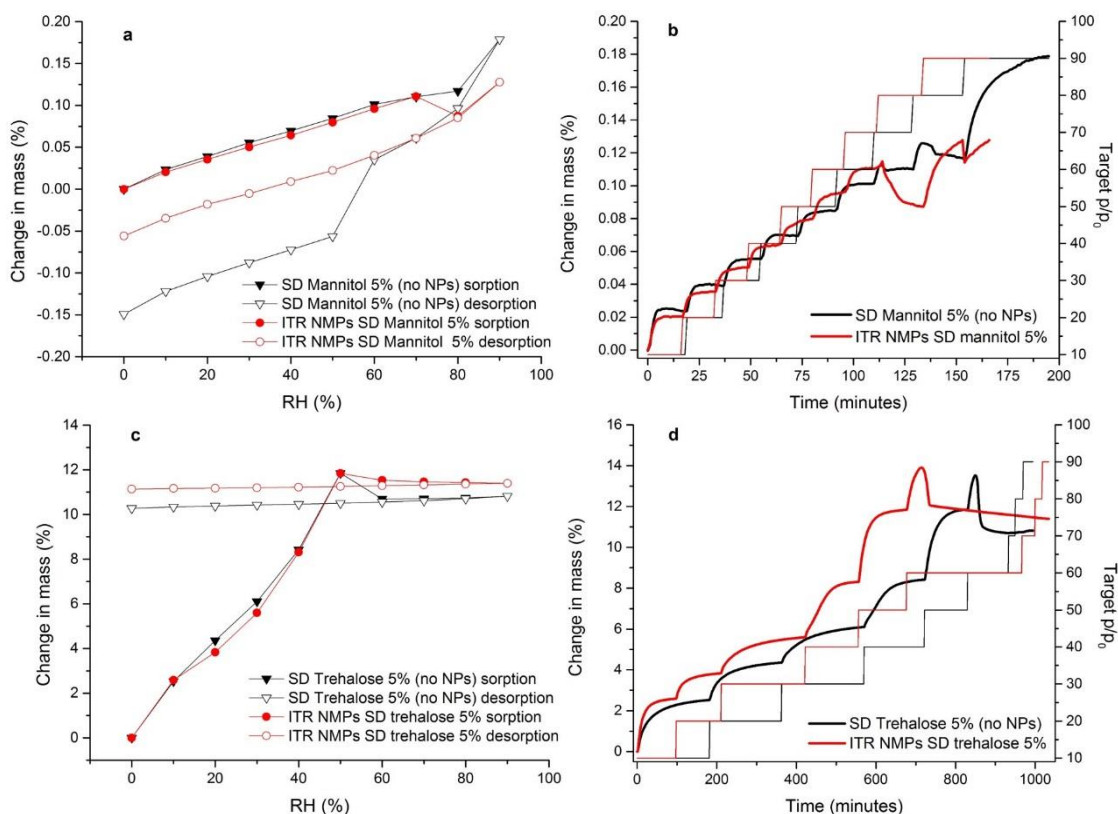 a
Change in mass (%)
0.20
0.15
0.10
0.05
0.00
-0.05
-0.10
-0.15
-0.20
0 20 40 60 80 100
RH (%)
SD Mannitol 5% (no NPs) sorption
SD Mannitol 5% (no NPs) desorption
ITR NMPs SD Mannitol 5% sorption
ITR NMPs SD Mannitol 5% desorption
b
Change in mass (%)
0.20
0.18
0.16
0.14
0.12
0.10
0.08
0.06
0.04
0.02
0.00
0 25 50 75 100 125 150 175 200
Time (minutes)
100
90
80
70
60
50
40
30
20
10
Target p/p0
SD Mannitol 5% (no NPs)
ITR NMPs SD mannitol 5%
c
Change in mass (%)
14
12
10
8
6
4
2
0
0 20 40 60 80 100
RH (%)
SD Trehalose 5% (no NPs) sorption
SD Trehalose 5% (no NPs) desorption
ITR NMPs SD trehalose 5% sorption
ITR NMPs SD trehalose 5% desorption
d
Change in mass (%)
16
14
12
10
8
6
4
2
0
0 200 400 600 800 1000
Time (minutes)
100
90
80
70
60
50
40
30
20
10
Target p/p0
SD Trehalose 5% (no NPs)
ITR NMPs SD trehalose 5%